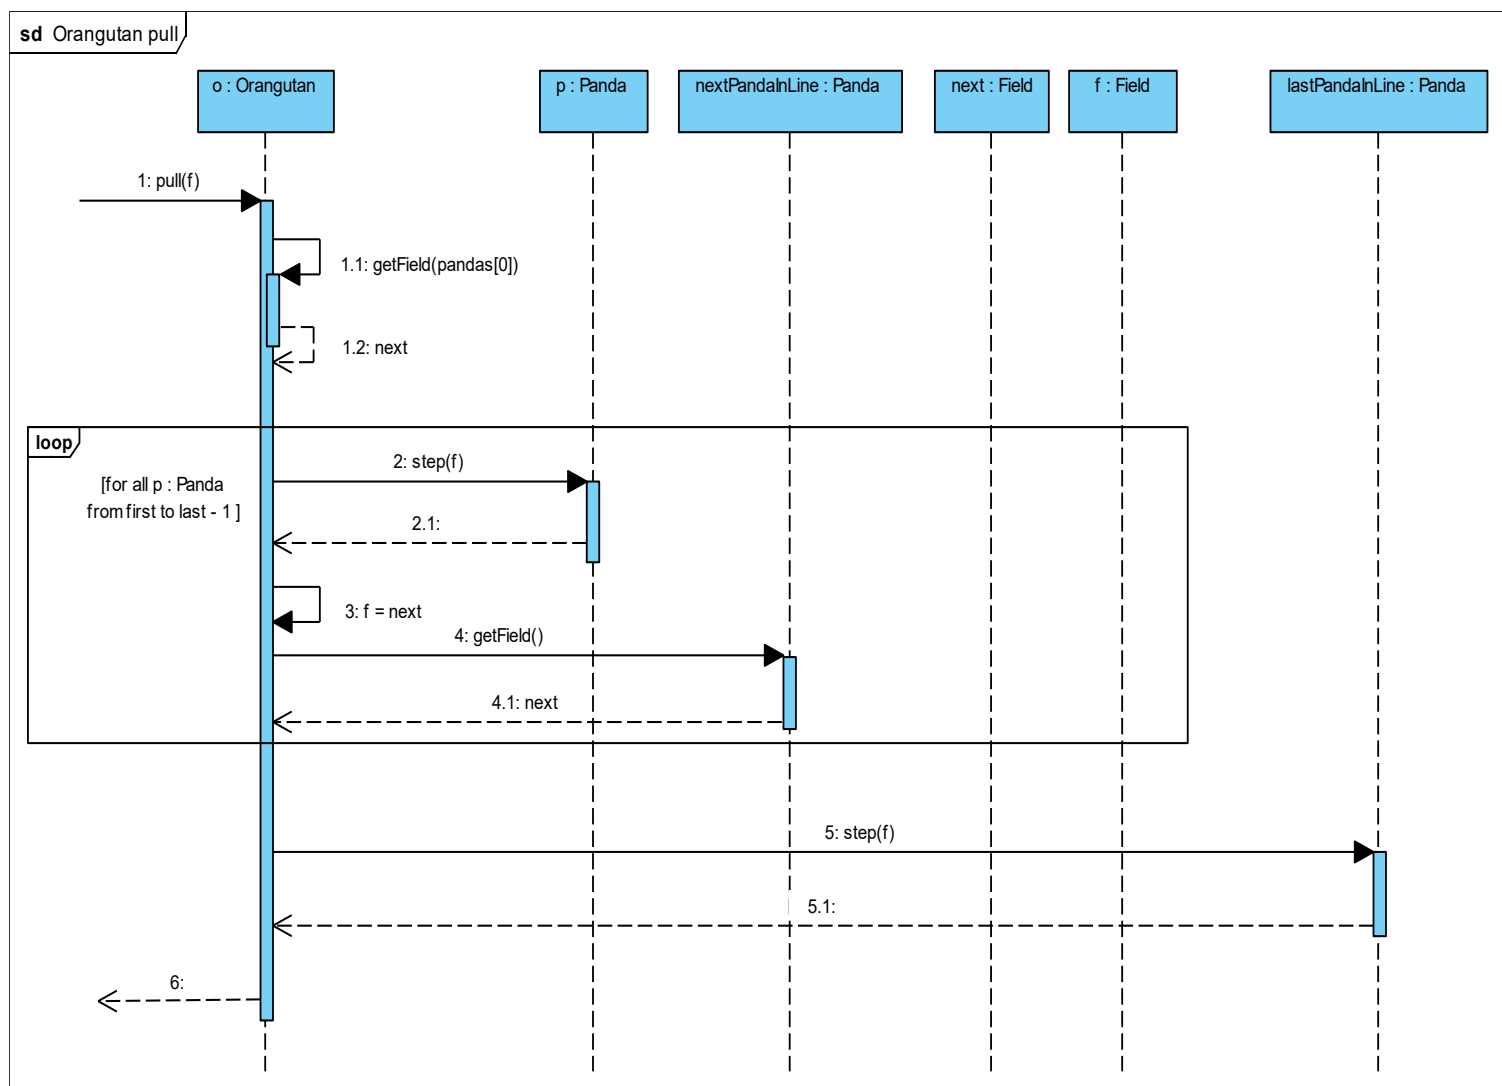 sd Orangutan pull
o : Orangutan
p : Panda
nextPandaInLine : Panda
next : Field
f : Field
lastPandaInLine : Panda
1: pull(f)
1.1: getField(pandas[0])
1.2: next
loop
2: step(f)
[for all p : Panda
from first to last - 1 ]
2.1:
3: f = next
4: getField()
4.1: next
5: step(f)
5.1:
6: